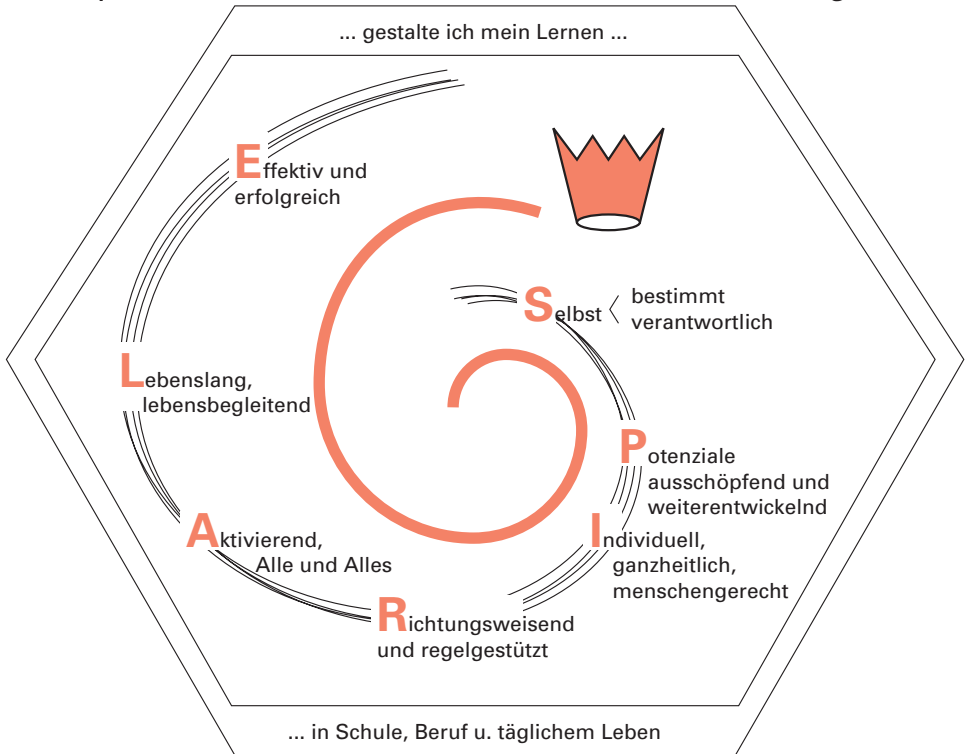 ... gestalte ich mein Lernen ...
Effektiv und
erfolgreich
Selbst
bestimmt
verantwortlich
Lebenslang,
lebensbegleitend
Potenziale
ausschöpfend und
weiterentwickelnd
Aktivierend,
Alle und Alles
Individuell,
ganzheitlich,
menschengerecht
Richtungsweisend
und regelgestützt
... in Schule, Beruf u. täglichem Leben